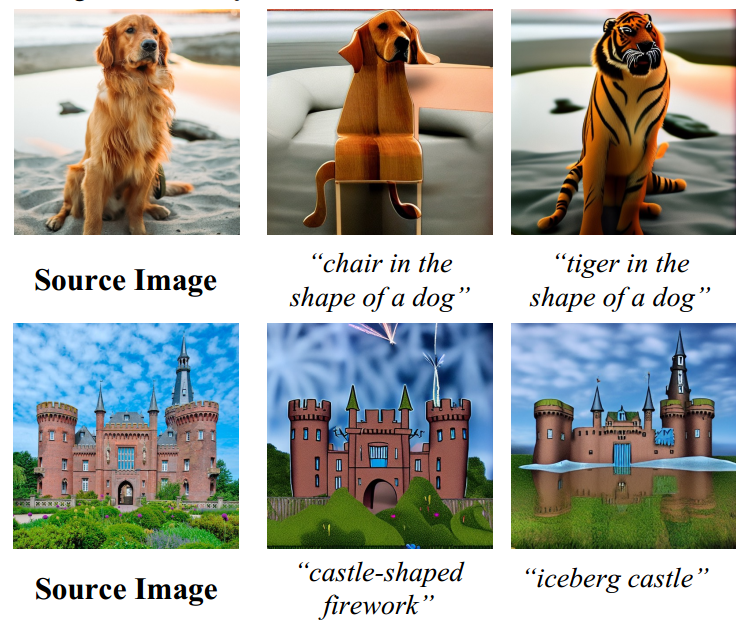 Source Image
“chair in the
shape of a dog”
“tiger in the
shape of a dog”
Source Image
“castle-shaped
firework”
“iceberg castle”